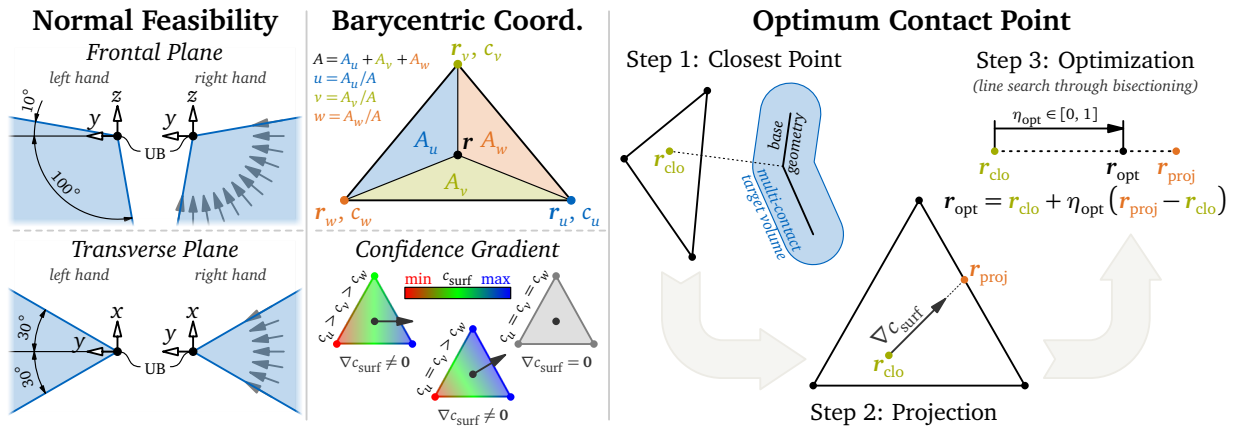 Normal Feasibility
Frontal Plane
left hand
right hand
10°
z
z
y
y
UB
100°
Transverse Plane
left hand
right hand
30°
x
x
y
y
30°
UB
Barycentric Coord.
A = A_u + A_v + A_w
u = A_u/A
v = A_v/A
w = A_w/A
r_v, c_v
A_u
r
A_w
A_v
r_w, c_w
r_u, c_u
Confidence Gradient
min c_surf max
c_u > c_v > c_w
∇c_surf ≠ 0
c_u = c_v > c_w
∇c_surf ≠ 0
c_u = c_v = c_w
∇c_surf = 0
Optimum Contact Point
Step 1: Closest Point
r_clo
base
geometry
multi-contact
target volume
Step 2: Projection
r_proj
∇c_surf
r_clo
Step 3: Optimization
(line search through bisectioning)
η_opt ∈ [0, 1]
r_clo
r_opt
r_proj
r_opt = r_clo + η_opt (r_proj − r_clo)